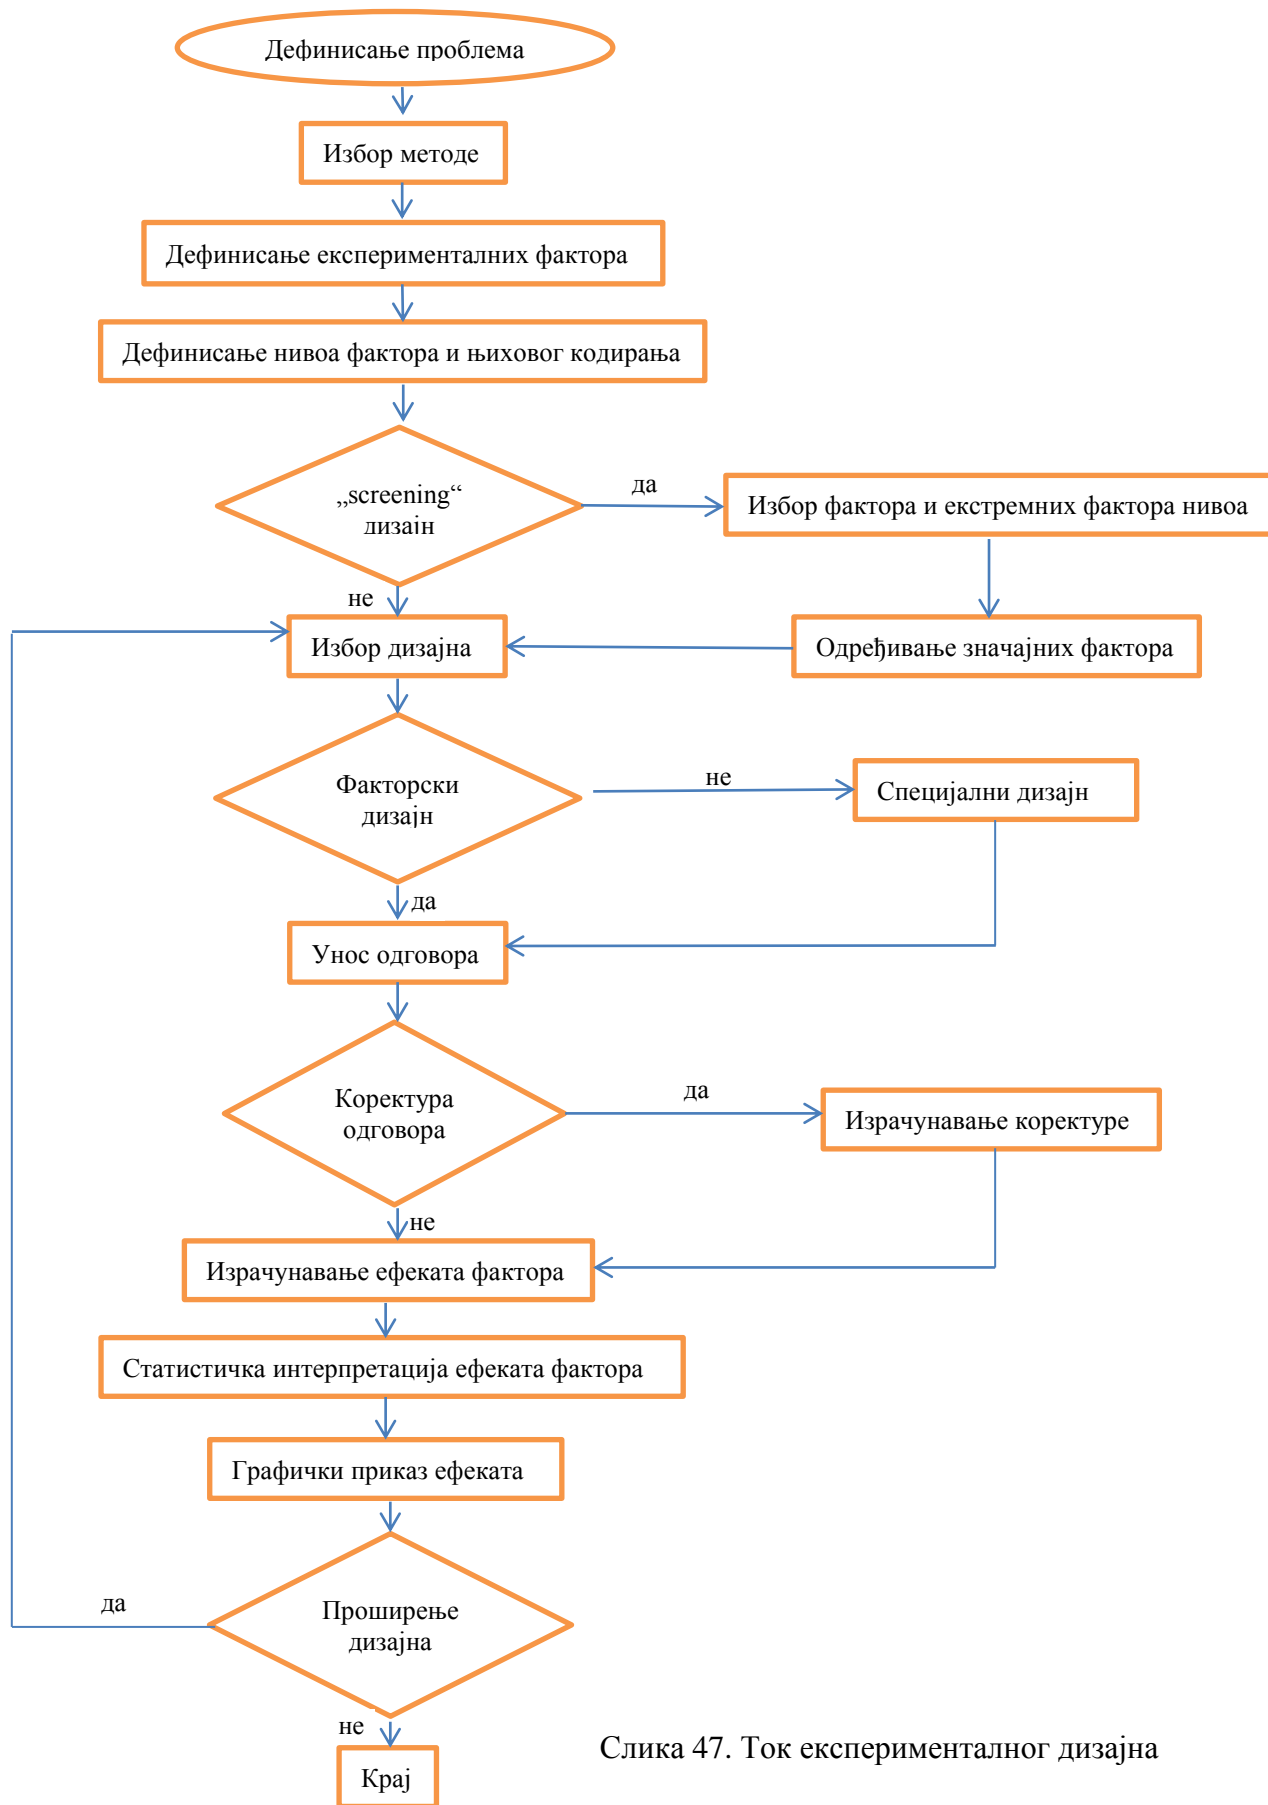 Дефинисање проблема
Избор методе
Дефинисање експерименталних фактора
Дефинисање нивоа фактора и њиховог кодирања
„screening“
дизајн
да
Избор фактора и екстремних фактора нивоа
не
Избор дизајна
Одређивање значајних фактора
Факторски
дизајн
не
Специјални дизајн
да
Унос одговора
Коректура
одговора
да
Израчунавање коректуре
не
Израчунавање ефеката фактора
Статистичка интерпретација ефеката фактора
Графички приказ ефеката
да
Проширење
дизајна
не
Крај
Слика 47. Ток експерименталног дизајна